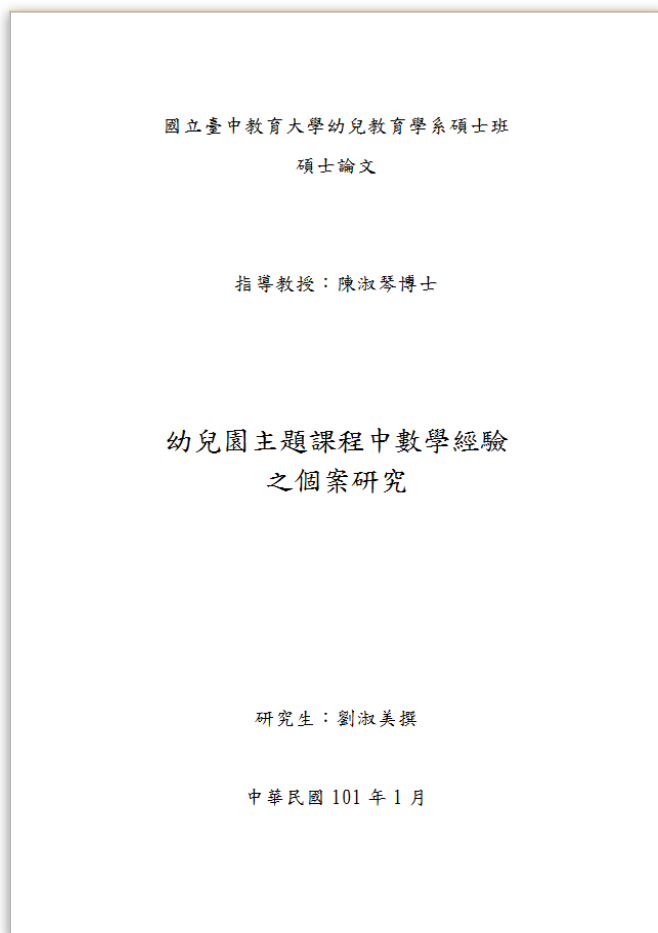 國立臺中教育大學幼兒教育學系碩士班
碩士論文
指導教授：陳淑琴博士
幼兒園主題課程中數學經驗
之個案研究
研究生：劉淑美撰
中華民國 101 年 1 月